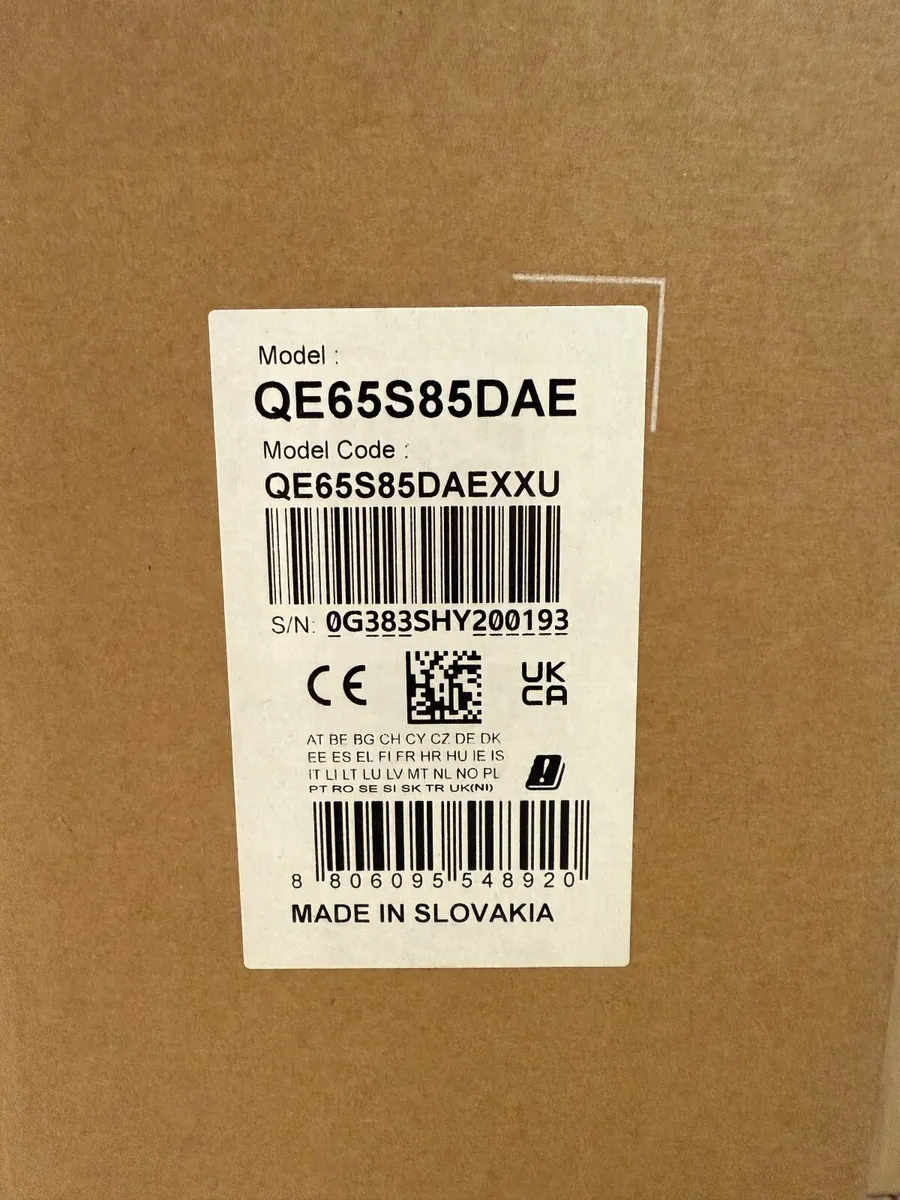 Model :
QE65S85DAE
Model Code :
QE65S85DAEXXU
S/N: 0G383SHY200193
CE
UK
CA
AT BE BG CH CY CZ DE DK
EE ES EL FI FR HR HU IE IS
IT LI LT LU LV MT NL NO PL
PT RO SE SI SK TR UK(NI)
8 806095 548920
MADE IN SLOVAKIA